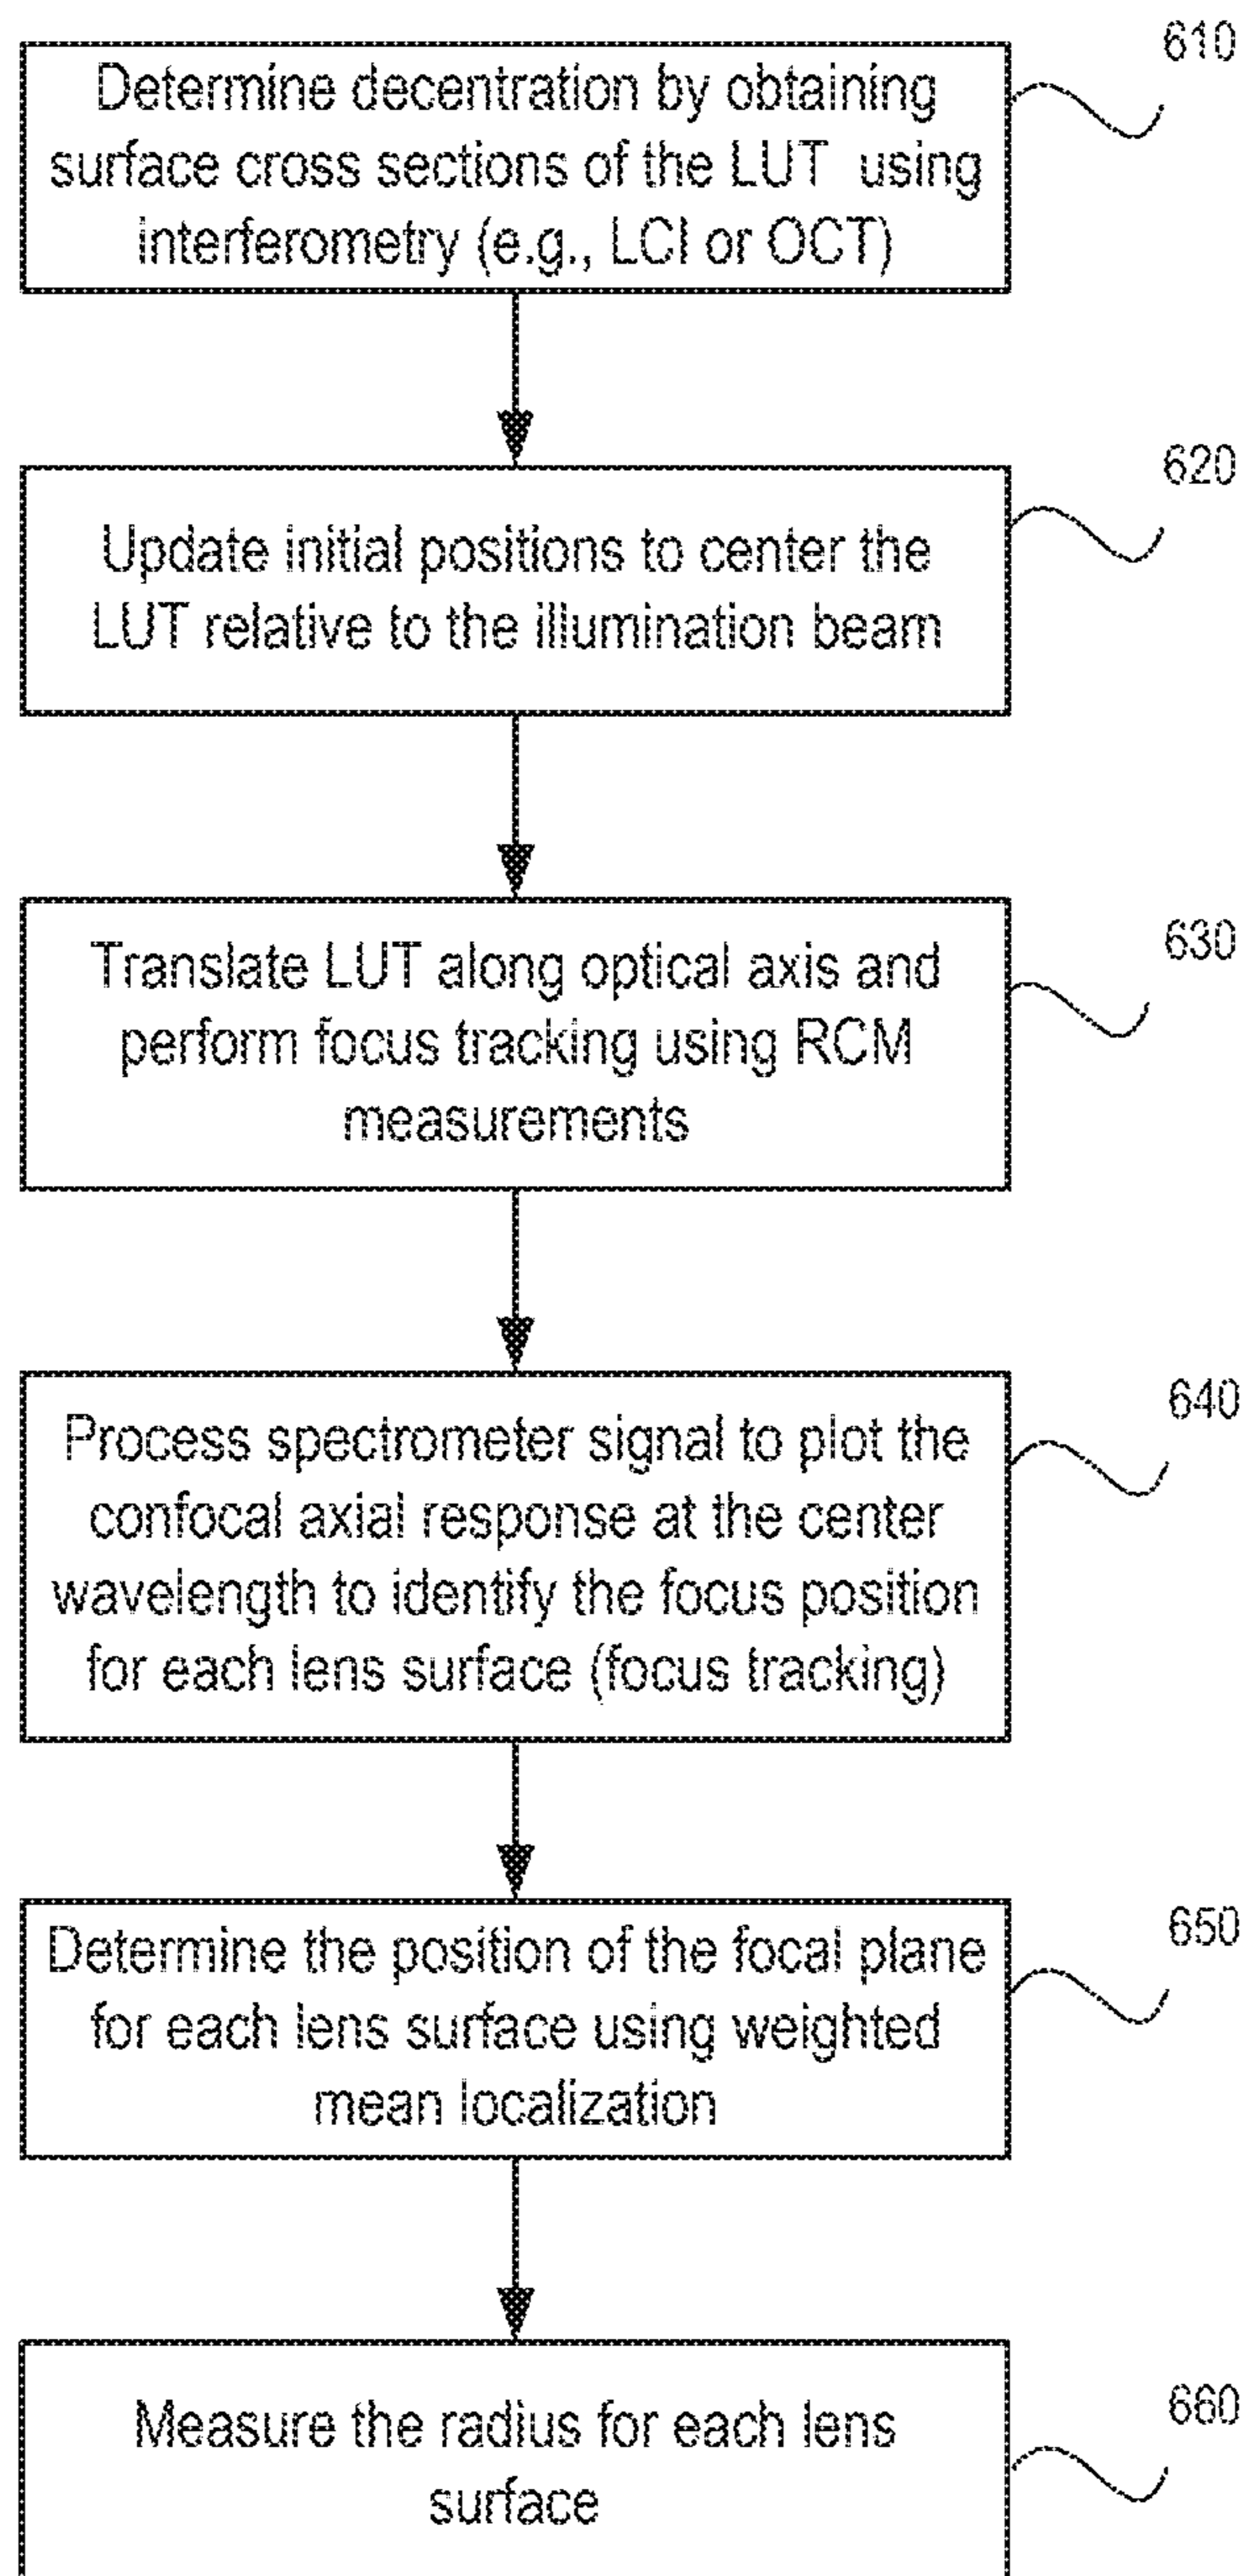 610
Determine decentration by obtaining
surface cross sections of the LUT using
interferometry (e.g., LCI or OCT)
620
Update initial positions to center the
LUT relative to the illumination beam
630
Translate LUT along optical axis and
perform focus tracking using RCM
measurements
640
Process spectrometer signal to plot the
confocal axial response at the center
wavelength to identify the focus position
for each lens surface (focus tracking)
650
Determine the position of the focal plane
for each lens surface using weighted
mean localization
660
Measure the radius for each lens
surface